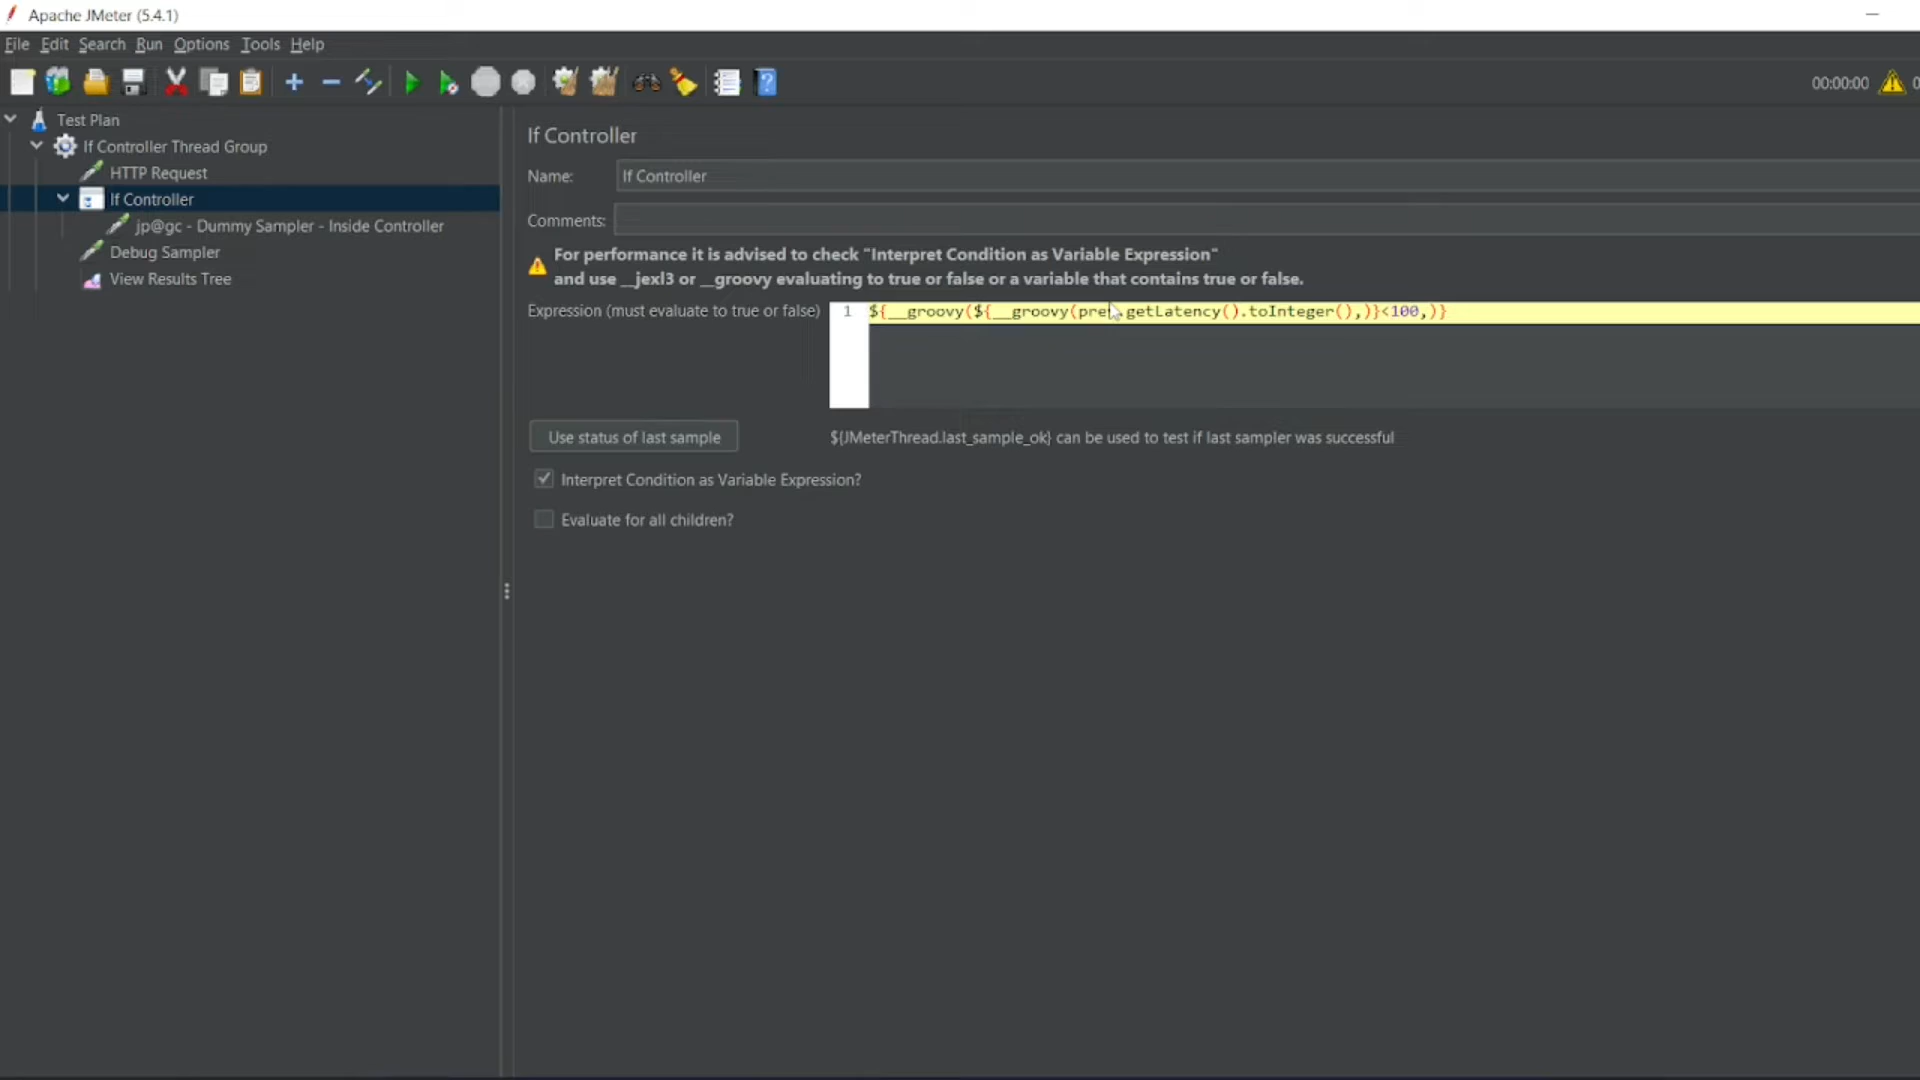 Apache JMeter (5.4.1)
File Edit Search Run Options Tools Help
00:00:00
Test Plan
If Controller Thread Group
HTTP Request
If Controller
jp@gc - Dummy Sampler - Inside Controller
Debug Sampler
View Results Tree
If Controller
Name: If Controller
Comments:
For performance it is advised to check "Interpret Condition as Variable Expression"
and use __jexl3 or __groovy evaluating to true or false or a variable that contains true or false.
Expression (must evaluate to true or false) 1 ${__groovy(${__groovy(prev.getLatency().toInteger(),)}<100,)}
Use status of last sample ${JMeterThread.last_sample_ok} can be used to test if last sampler was successful
Interpret Condition as Variable Expression?
Evaluate for all children?